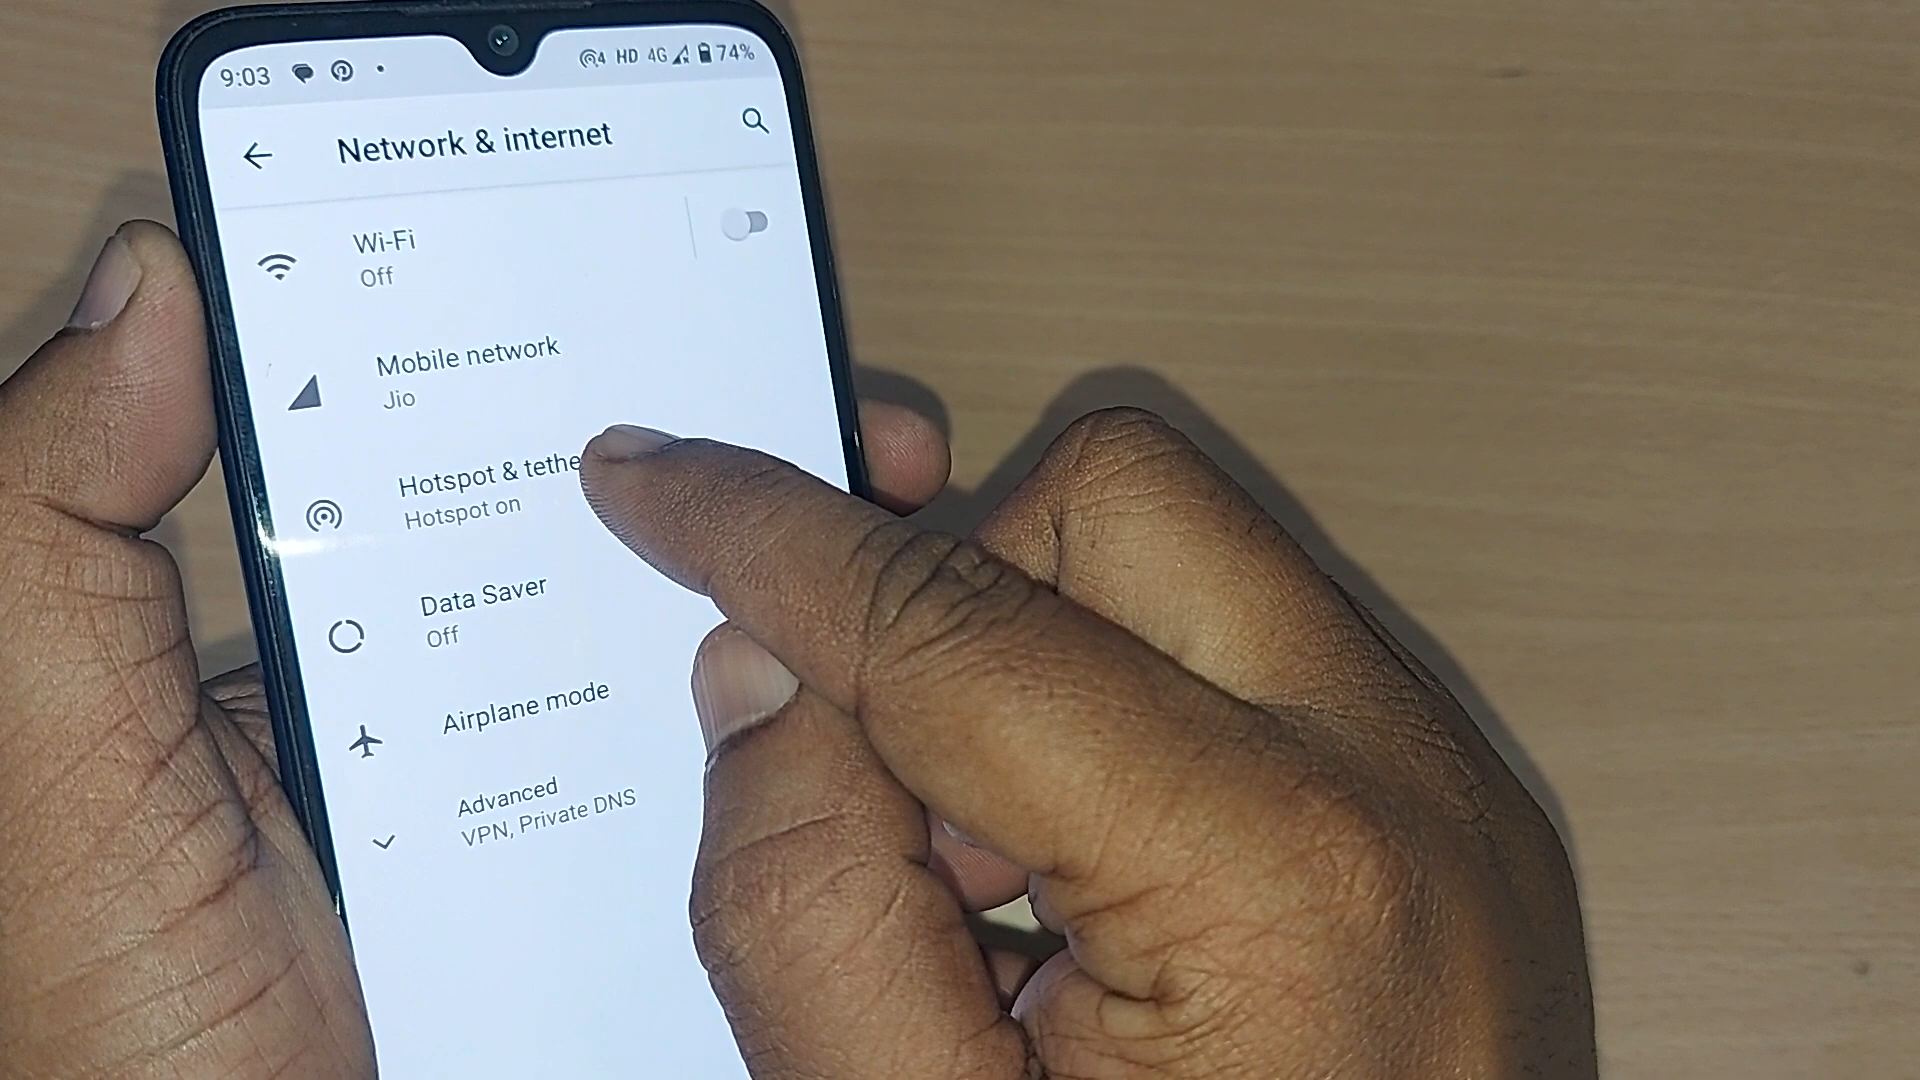 9:03 4 HD 4G 74%
Network & internet
Wi-Fi
Off
Mobile network
Jio
Hotspot & tethe
Hotspot on
Data Saver
Off
Airplane mode
Advanced
VPN, Private DNS